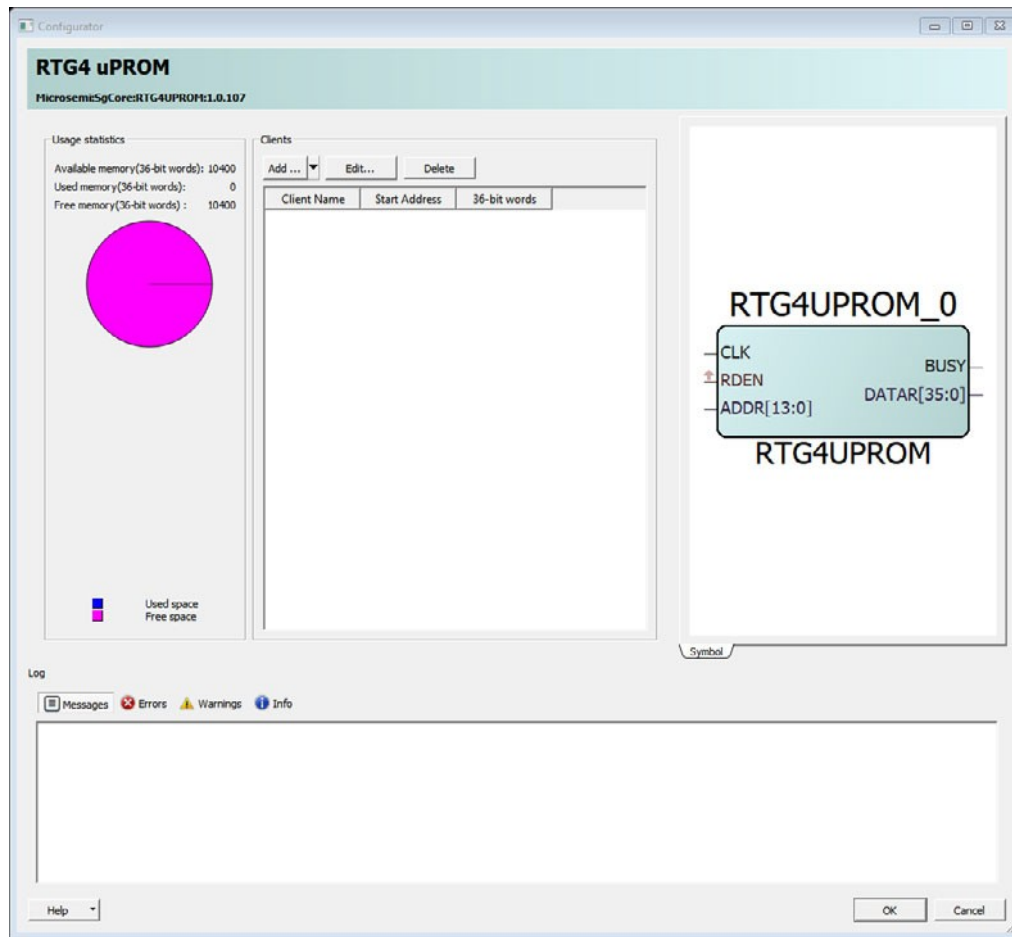 Configurator
RTG4 uPROM
Microsemi:SgCore:RTG4UPROM:1.0.107
Usage statistics
Available memory(36-bit words): 10400
Used memory(36-bit words): 0
Free memory(36-bit words) : 10400
Used space
Free space
Clients
Add ... Edit... Delete
Client Name Start Address 36-bit words
RTG4UPROM_0
CLK
RDEN
ADDR[13:0]
BUSY
DATAR[35:0]
RTG4UPROM
Symbol
Log
Messages Errors Warnings Info
Help OK Cancel